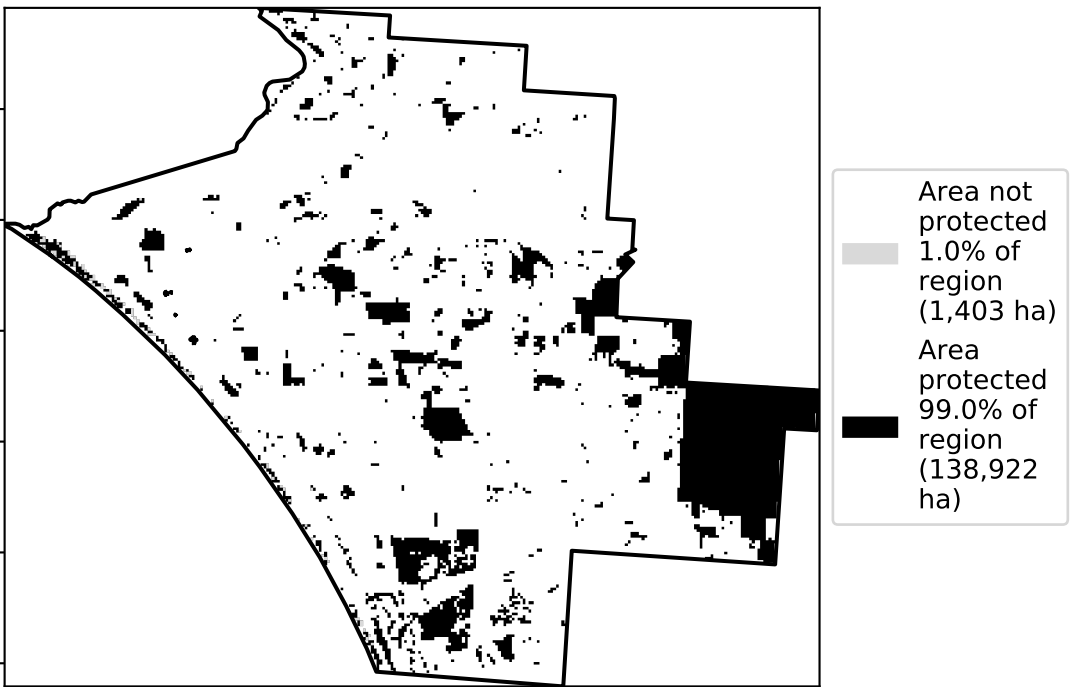 Area not
protected
1.0% of
region
(1,403 ha)
Area
protected
99.0% of
region
(138,922
ha)